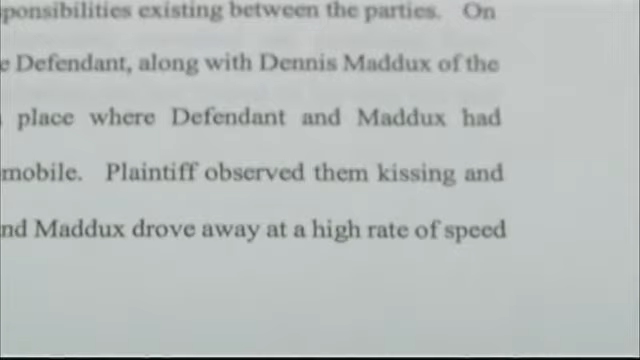 ponsibilities existing between the parties. On
e Defendant, along with Dennis Maddux of the
place where Defendant and Maddux had
mobile. Plaintiff observed them kissing and
nd Maddux drove away at a high rate of speed